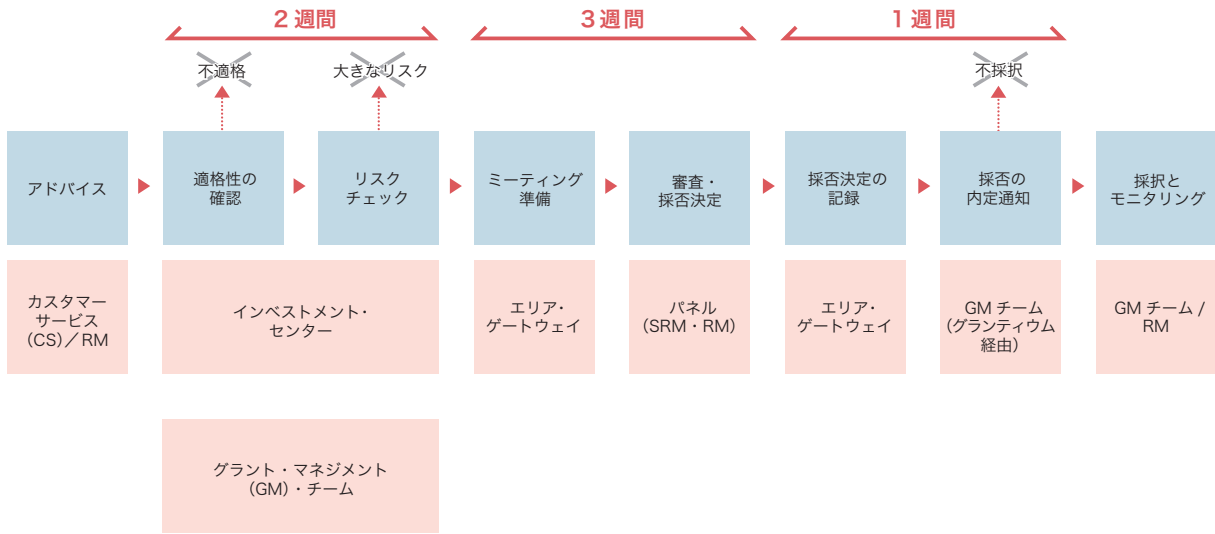 2週間
3週間
1週間
不適格
大きなリスク
不採択
アドバイス
適格性の
確認
リスク
チェック
ミーティング
準備
審査・
採否決定
採否決定の
記録
採否の
内定通知
採択と
モニタリング
カスタマー
サービス
(CS)／RM
インベストメント・
センター
エリア・
ゲートウェイ
パネル
(SRM・RM)
エリア・
ゲートウェイ
GM チーム
(グランティウム
経由)
GM チーム /
RM
グラント・マネジメント
(GM)・チーム